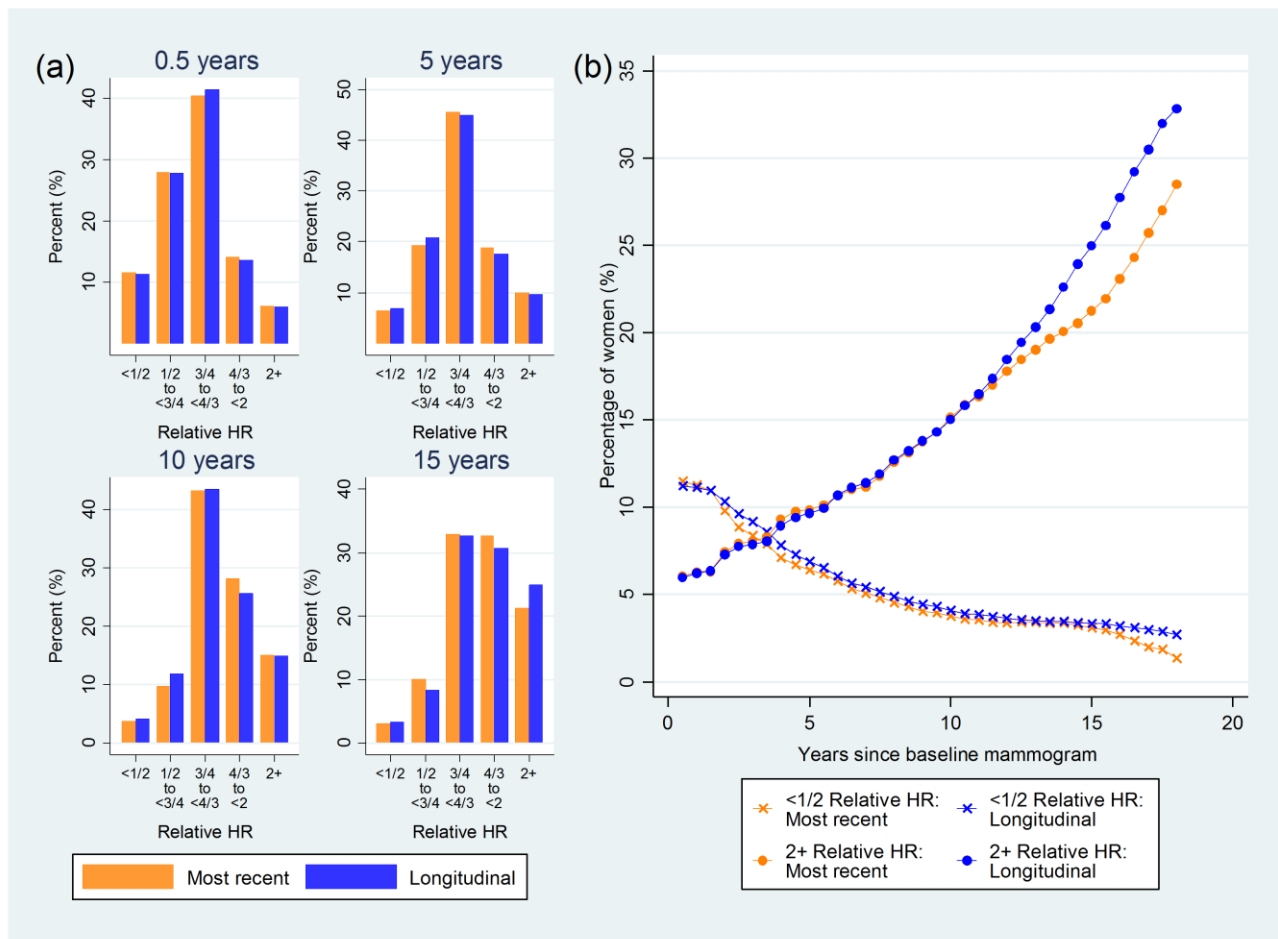 (a)
0.5 years
Percent (%)
40
30
20
10
<1/2
1/2
to
<3/4
3/4
to
<4/3
4/3
to
<2
2+
Relative HR
5 years
Percent (%)
50
40
30
20
10
<1/2
1/2
to
<3/4
3/4
to
<4/3
4/3
to
<2
2+
Relative HR
10 years
Percent (%)
40
30
20
10
0
<1/2
1/2
to
<3/4
3/4
to
<4/3
4/3
to
<2
2+
Relative HR
15 years
Percent (%)
40
30
20
10
0
<1/2
1/2
to
<3/4
3/4
to
<4/3
4/3
to
<2
2+
Relative HR
Most recent
Longitudinal
(b)
Percentage of women (%)
35
30
25
20
15
10
5
0
0
5
10
15
20
Years since baseline mammogram
<1/2 Relative HR:
Most recent
<1/2 Relative HR:
Longitudinal
2+ Relative HR:
Most recent
2+ Relative HR:
Longitudinal